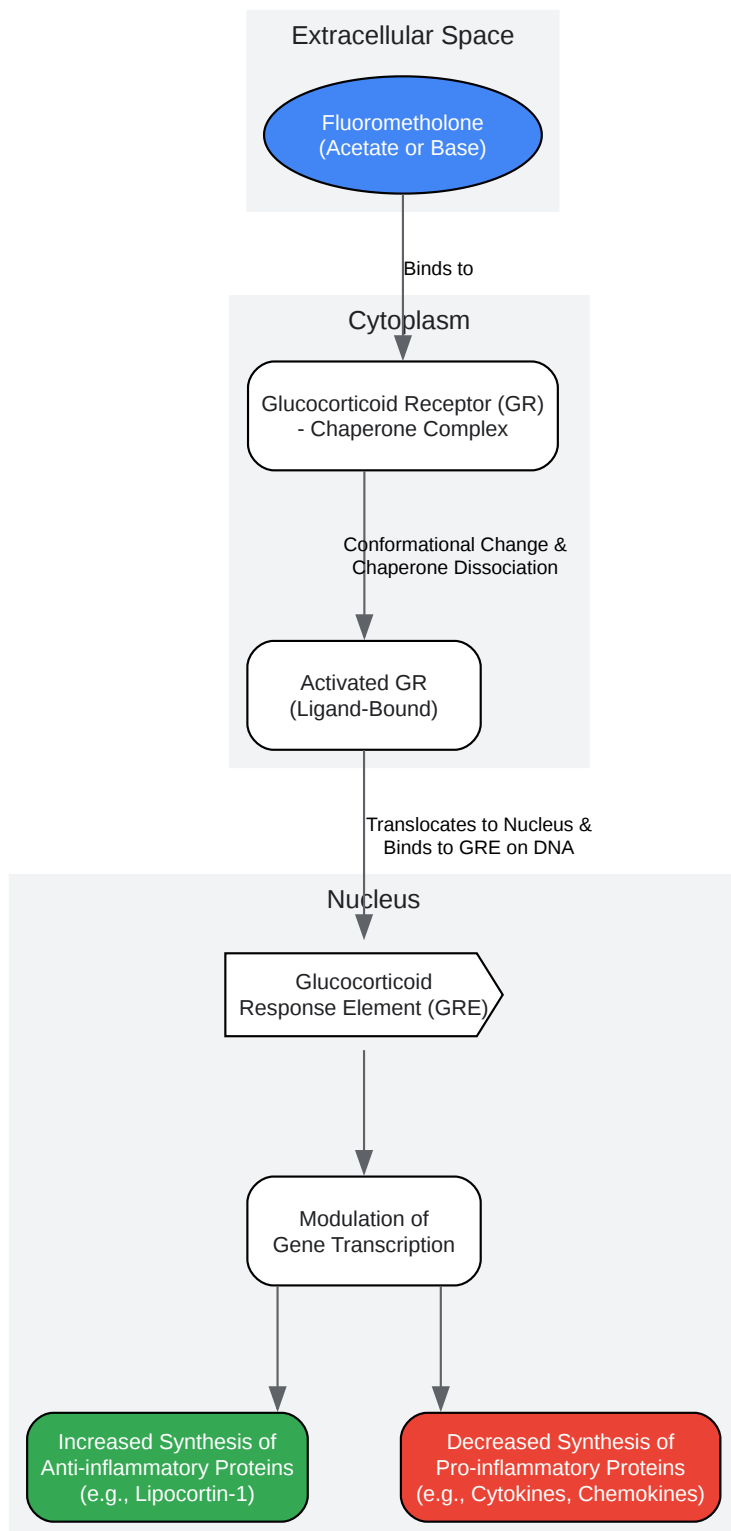 Extracellular Space
Fluorometholone
(Acetate or Base)
Binds to
Cytoplasm
Glucocorticoid Receptor (GR)
- Chaperone Complex
Conformational Change &
Chaperone Dissociation
Activated GR
(Ligand-Bound)
Translocates to Nucleus &
Binds to GRE on DNA
Nucleus
Glucocorticoid
Response Element (GRE)
Modulation of
Gene Transcription
Increased Synthesis of
Anti-inflammatory Proteins
(e.g., Lipocortin-1)
Decreased Synthesis of
Pro-inflammatory Proteins
(e.g., Cytokines, Chemokines)